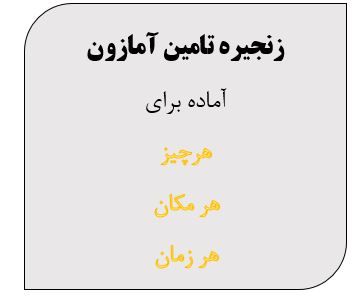 زنجیره تامین آمازون
آماده برای
هرچیز
هر مکان
هر زمان